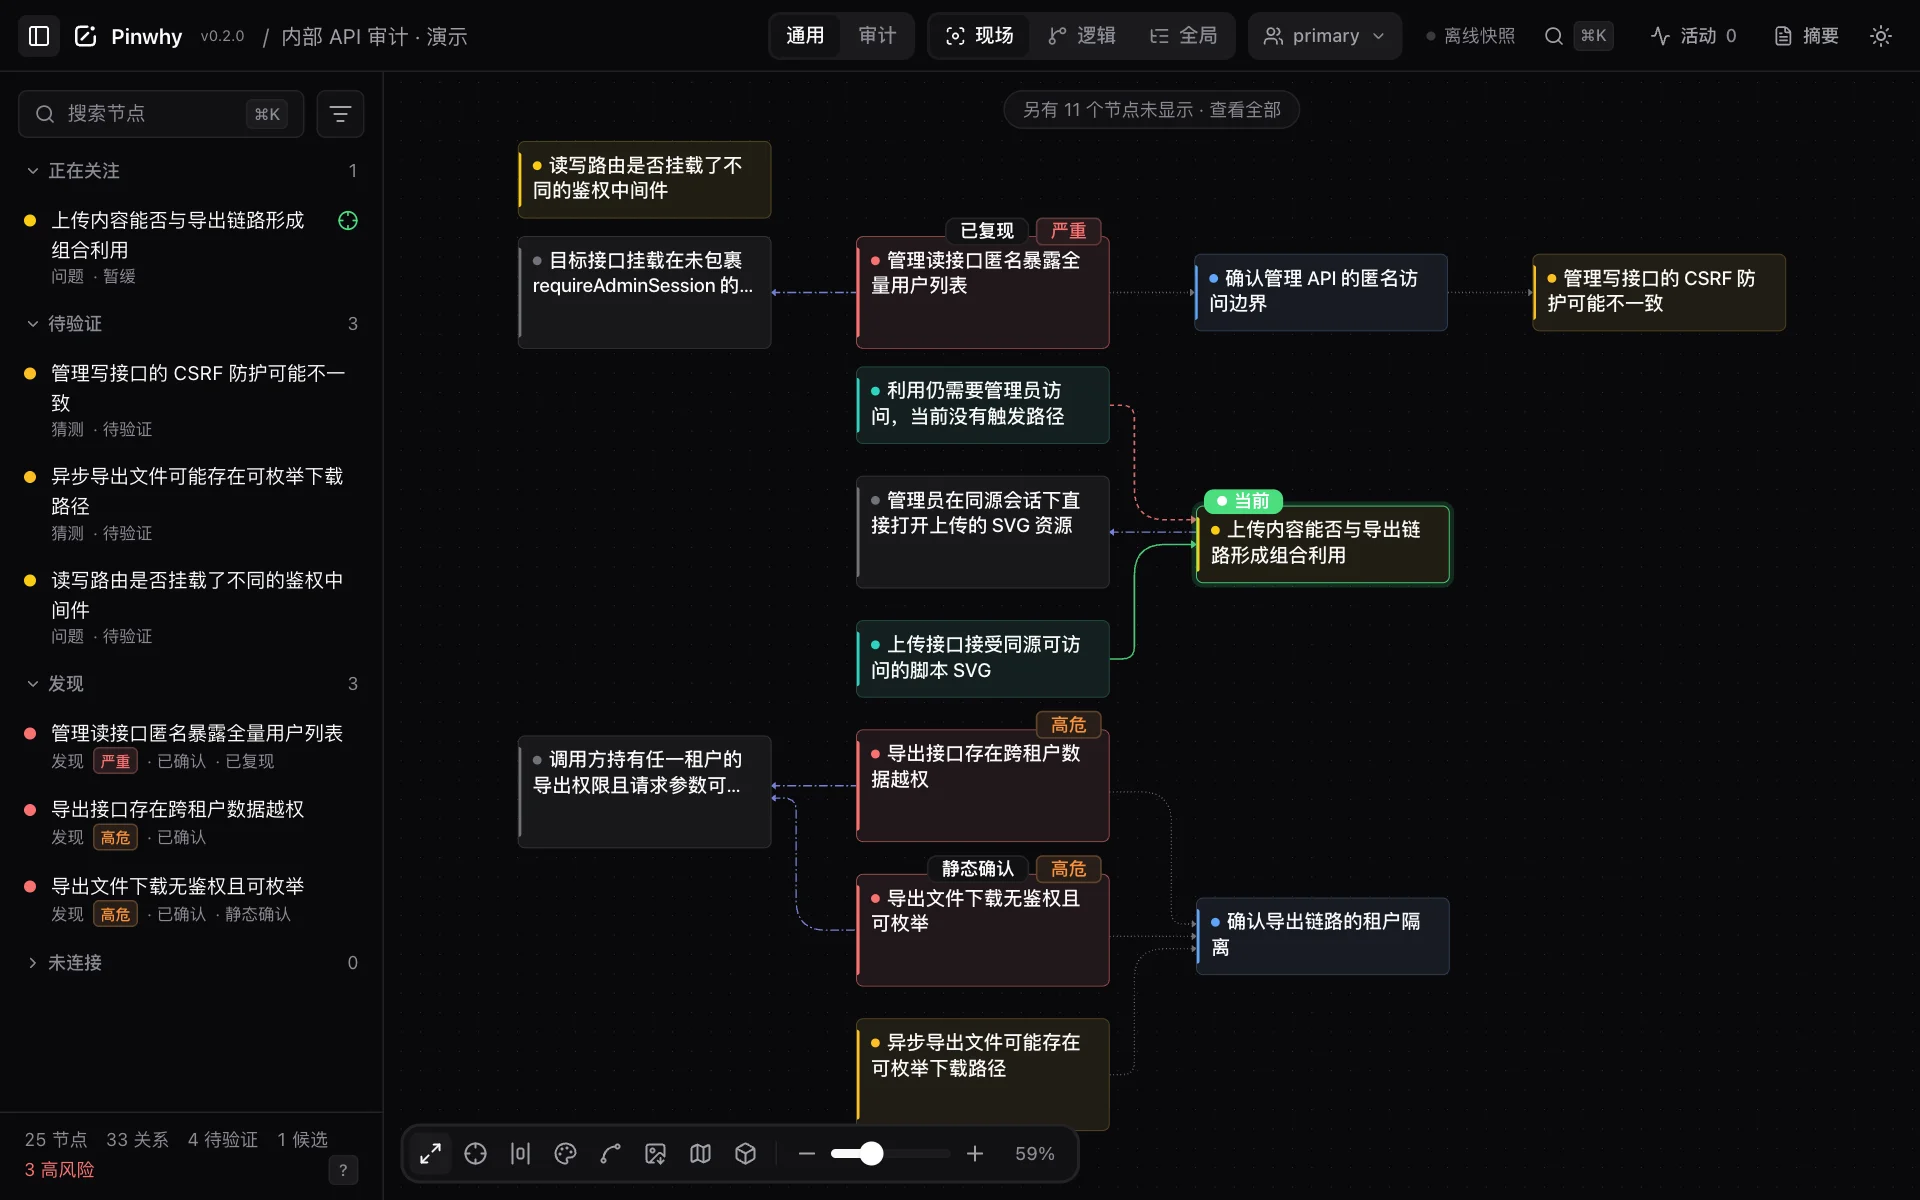 Pinwhy v0.2.0 / 内部 API 审计 · 演示
通用 审计 现场 逻辑 全局 primary 离线快照 ⌘K 活动 0 摘要
搜索节点 ⌘K
正在关注 1
上传内容能否与导出链路形成
组合利用
问题 · 暂缓
待验证 3
管理写接口的 CSRF 防护可能不一
致
猜测 · 待验证
异步导出文件可能存在可枚举下载
路径
猜测 · 待验证
读写路由是否挂载了不同的鉴权中
间件
问题 · 待验证
发现 3
管理读接口匿名暴露全量用户列表
发现 严重 · 已确认 · 已复现
导出接口存在跨租户数据越权
发现 高危 · 已确认
导出文件下载无鉴权且可枚举
发现 高危 · 已确认 · 静态确认
未连接 0
25 节点 33 关系 4 待验证 1 候选
3 高风险 ?
另有 11 个节点未显示 · 查看全部
读写路由是否挂载了不
同的鉴权中间件
目标接口挂载在未包裹
requireAdminSession 的...
已复现 严重
管理读接口匿名暴露全
量用户列表
确认管理 API 的匿名访
问边界
管理写接口的 CSRF 防
护可能不一致
利用仍需要管理员访
问，当前没有触发路径
管理员在同源会话下直
接打开上传的 SVG 资源
当前
上传内容能否与导出链
路形成组合利用
上传接口接受同源可访
问的脚本 SVG
调用方持有任一租户的
导出权限且请求参数可...
高危
导出接口存在跨租户数
据越权
静态确认 高危
导出文件下载无鉴权且
可枚举
确认导出链路的租户隔
离
异步导出文件可能存在
可枚举下载路径
59%